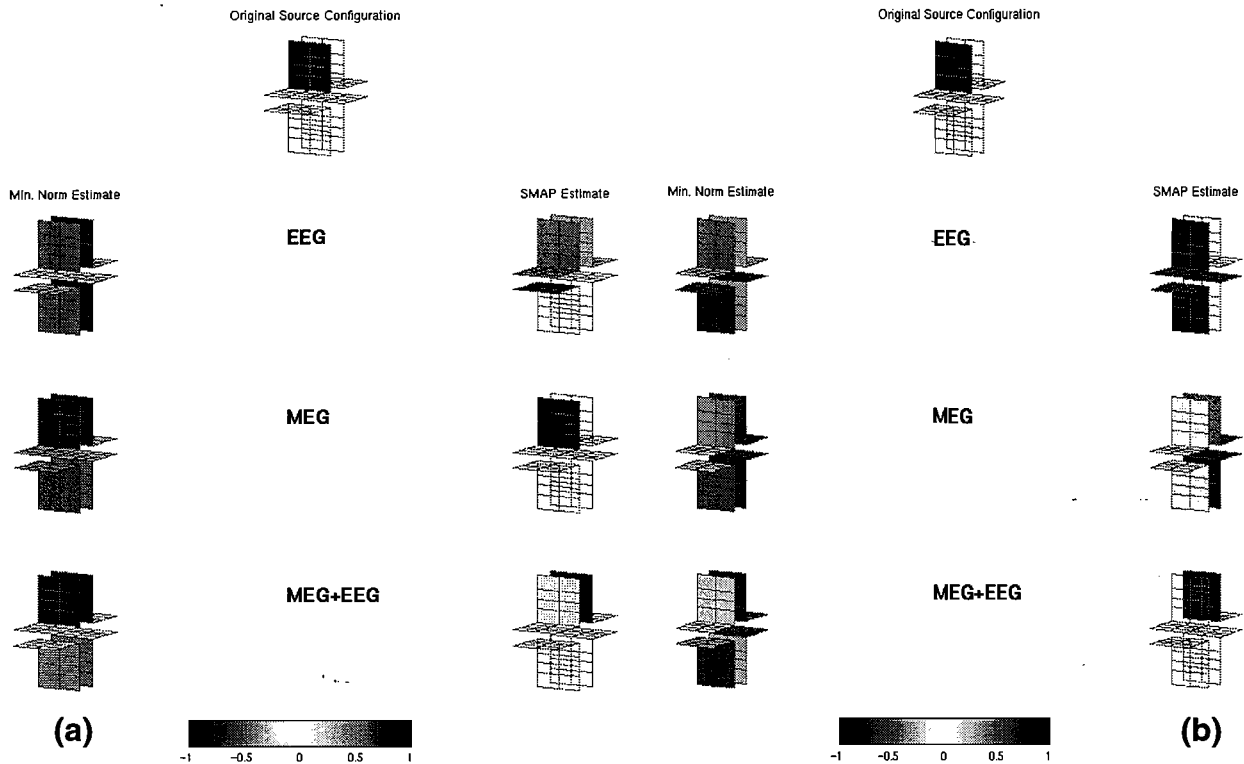 Original Source Configuration
Min. Norm Estimate
SMAP Estimate
EEG
MEG
MEG+EEG
(a)
-1 -0.5 0 0.5 1
Original Source Configuration
Min. Norm Estimate
SMAP Estimate
EEG
MEG
MEG+EEG
-1 -0.5 0 0.5 1
(b)